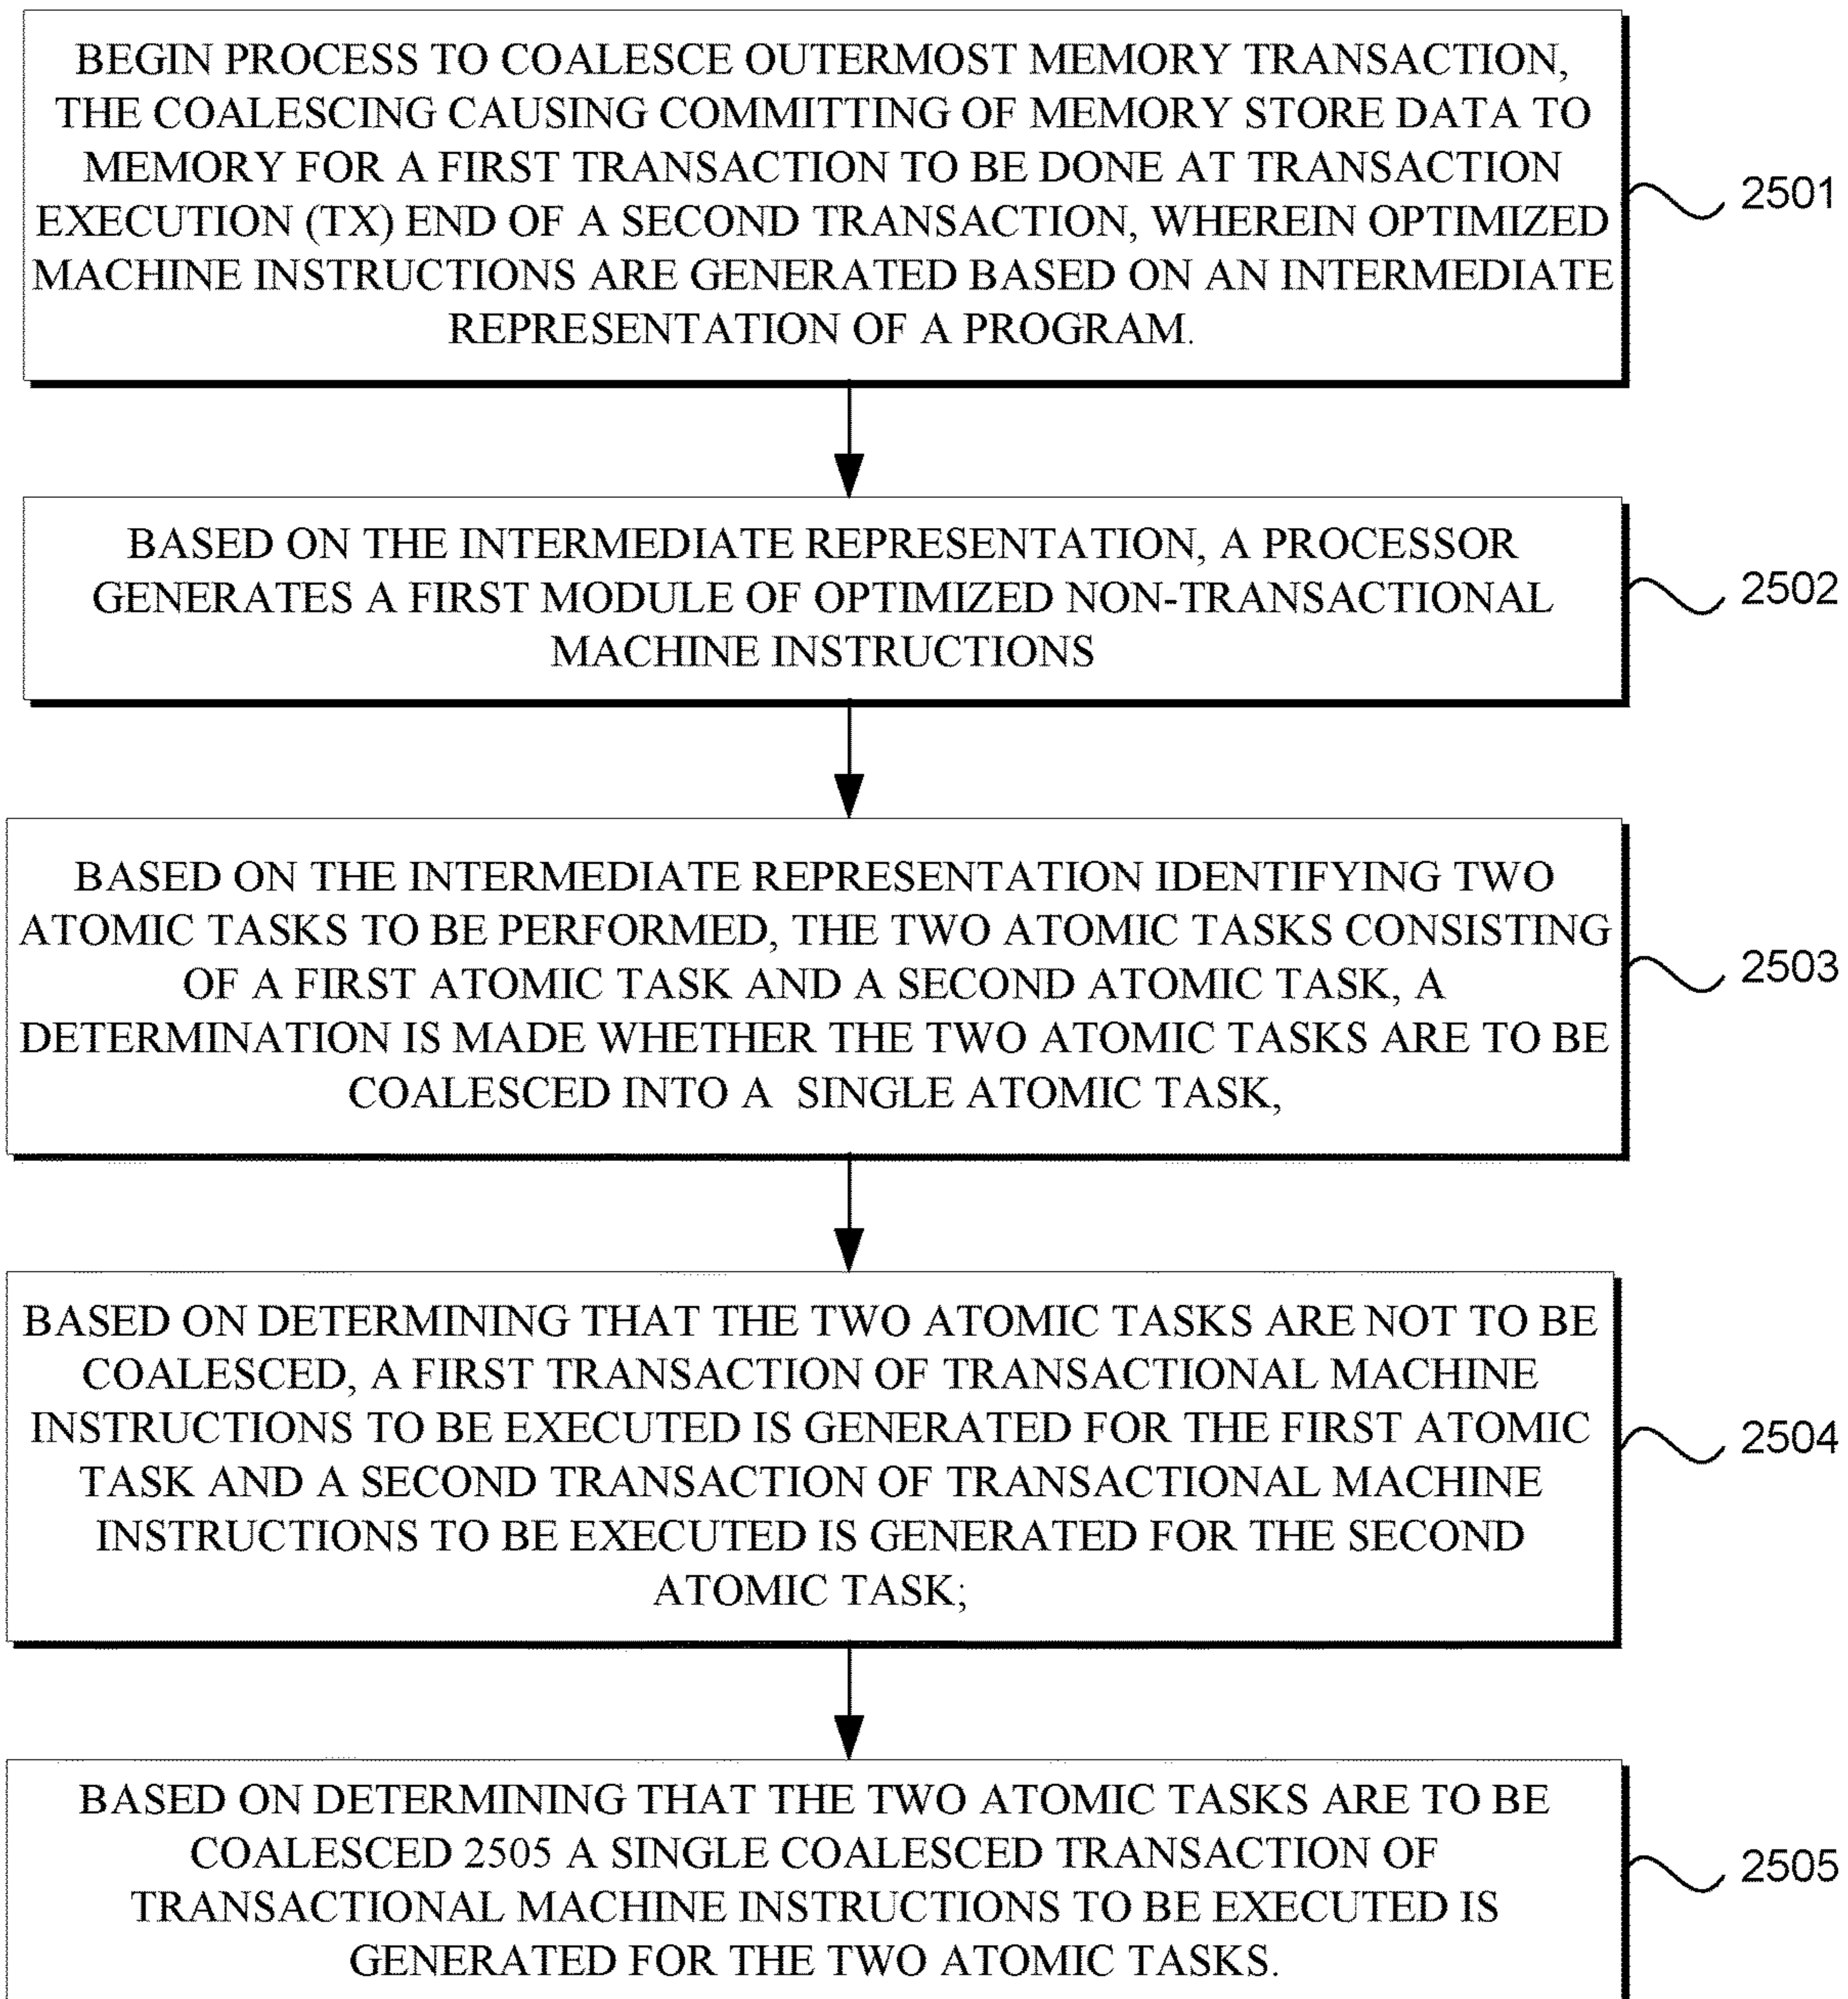 BEGIN PROCESS TO COALESCE OUTERMOST MEMORY TRANSACTION,
THE COALESCING CAUSING COMMITTING OF MEMORY STORE DATA TO
MEMORY FOR A FIRST TRANSACTION TO BE DONE AT TRANSACTION
EXECUTION (TX) END OF A SECOND TRANSACTION, WHEREIN OPTIMIZED
MACHINE INSTRUCTIONS ARE GENERATED BASED ON AN INTERMEDIATE
REPRESENTATION OF A PROGRAM.
2501
BASED ON THE INTERMEDIATE REPRESENTATION, A PROCESSOR
GENERATES A FIRST MODULE OF OPTIMIZED NON-TRANSACTIONAL
MACHINE INSTRUCTIONS
2502
BASED ON THE INTERMEDIATE REPRESENTATION IDENTIFYING TWO
ATOMIC TASKS TO BE PERFORMED, THE TWO ATOMIC TASKS CONSISTING
OF A FIRST ATOMIC TASK AND A SECOND ATOMIC TASK, A
DETERMINATION IS MADE WHETHER THE TWO ATOMIC TASKS ARE TO BE
COALESCED INTO A SINGLE ATOMIC TASK,
2503
BASED ON DETERMINING THAT THE TWO ATOMIC TASKS ARE NOT TO BE
COALESCED, A FIRST TRANSACTION OF TRANSACTIONAL MACHINE
INSTRUCTIONS TO BE EXECUTED IS GENERATED FOR THE FIRST ATOMIC
TASK AND A SECOND TRANSACTION OF TRANSACTIONAL MACHINE
INSTRUCTIONS TO BE EXECUTED IS GENERATED FOR THE SECOND
ATOMIC TASK;
2504
BASED ON DETERMINING THAT THE TWO ATOMIC TASKS ARE TO BE
COALESCED 2505 A SINGLE COALESCED TRANSACTION OF
TRANSACTIONAL MACHINE INSTRUCTIONS TO BE EXECUTED IS
GENERATED FOR THE TWO ATOMIC TASKS.
2505